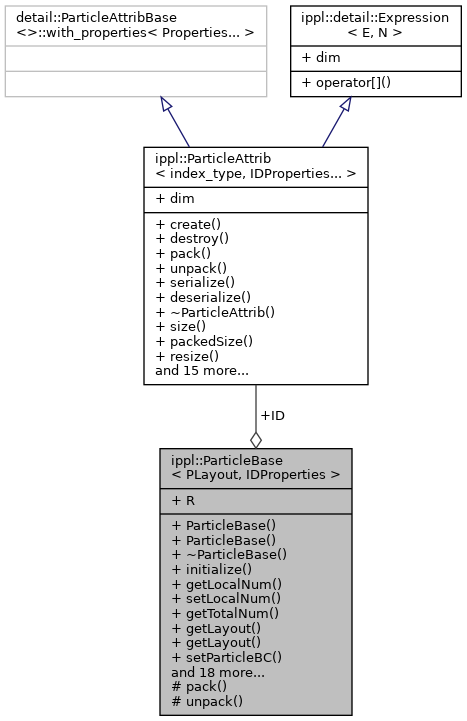 detail::ParticleAttribBase
<>::with_properties< Properties... >
ippl::detail::Expression
< E, N >
+ dim
+ operator[]()
ippl::ParticleAttrib
< index_type, IDProperties... >
+ dim
+ create()
+ destroy()
+ pack()
+ unpack()
+ serialize()
+ deserialize()
+ ~ParticleAttrib()
+ size()
+ packedSize()
+ resize()
and 15 more...
+ID
ippl::ParticleBase
< PLayout, IDProperties >
+ R
+ ParticleBase()
+ ParticleBase()
+ ~ParticleBase()
+ initialize()
+ getLocalNum()
+ setLocalNum()
+ getTotalNum()
+ getLayout()
+ getLayout()
+ setParticleBC()
and 18 more...
# pack()
# unpack()